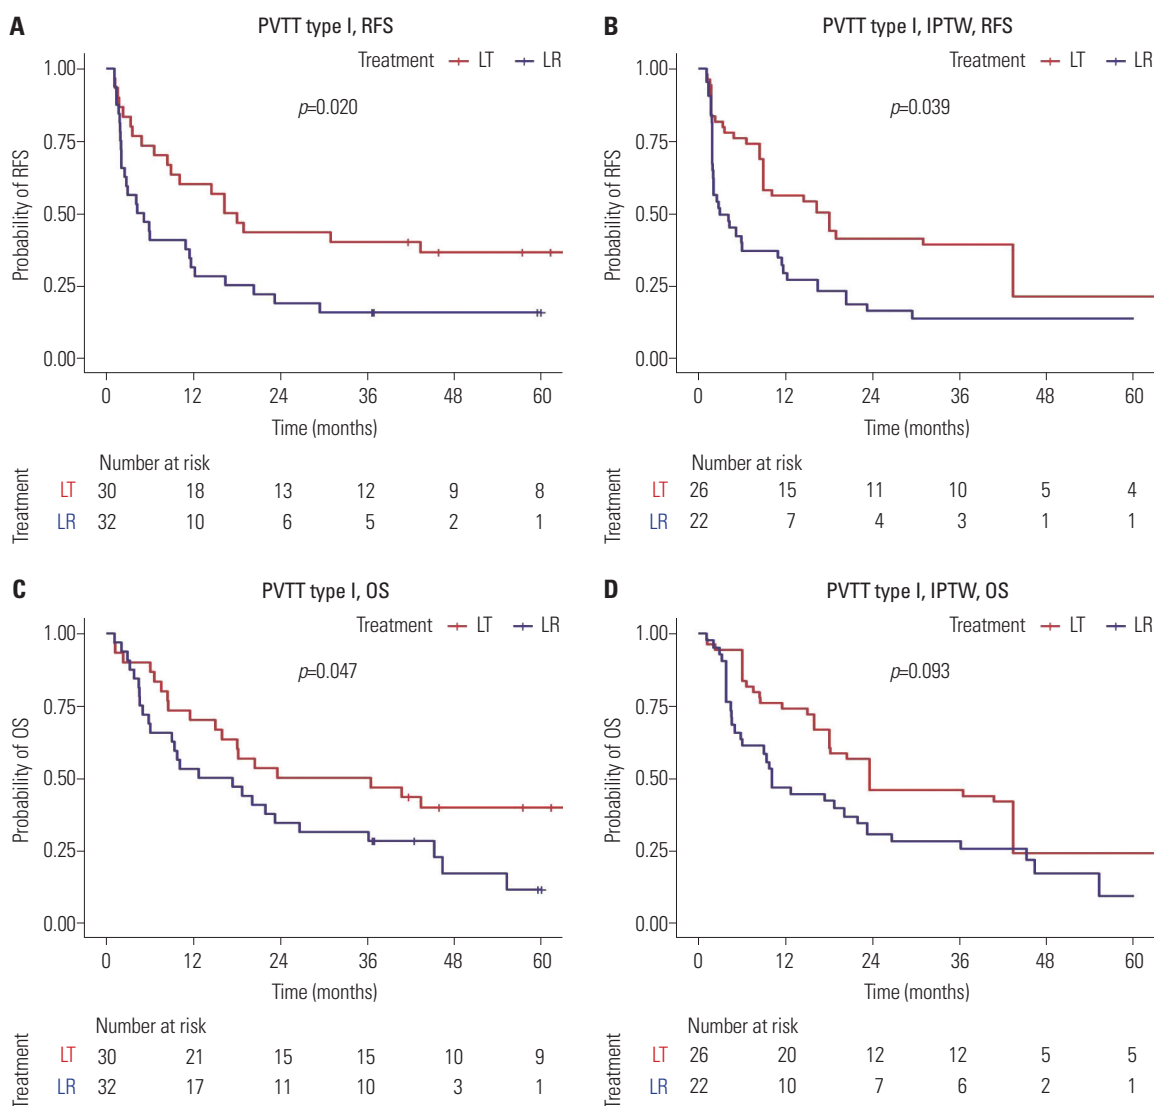 A
PVTT type I, RFS
Treatment LT LR
p=0.020
Probability of RFS
1.00
0.75
0.50
0.25
0.00
0 12 24 36 48 60
Time (months)
Number at risk
Treatment
LT 30 18 13 12 9 8
LR 32 10 6 5 2 1
B
PVTT type I, IPTW, RFS
Treatment LT LR
p=0.039
Probability of RFS
1.00
0.75
0.50
0.25
0.00
0 12 24 36 48 60
Time (months)
Number at risk
Treatment
LT 26 15 11 10 5 4
LR 22 7 4 3 1 1
C
PVTT type I, OS
Treatment LT LR
p=0.047
Probability of OS
1.00
0.75
0.50
0.25
0.00
0 12 24 36 48 60
Time (months)
Number at risk
Treatment
LT 30 21 15 15 10 9
LR 32 17 11 10 3 1
D
PVTT type I, IPTW, OS
Treatment LT LR
p=0.093
Probability of OS
1.00
0.75
0.50
0.25
0.00
0 12 24 36 48 60
Time (months)
Number at risk
Treatment
LT 26 20 12 12 5 5
LR 22 10 7 6 2 1